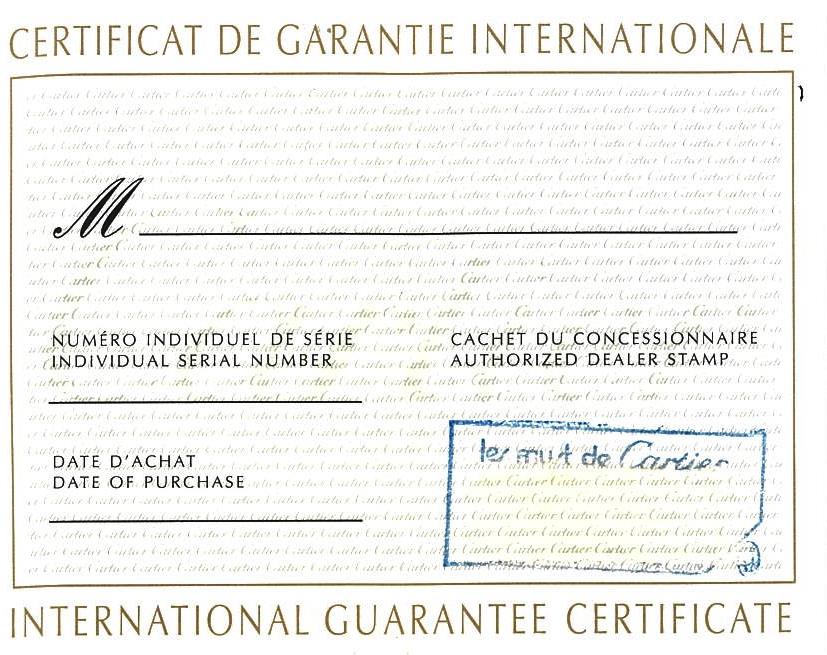 CERTIFICAT DE GARANTIE INTERNATIONALE
M
NUMÉRO INDIVIDUEL DE SÉRIE
INDIVIDUAL SERIAL NUMBER
CACHET DU CONCESSIONNAIRE
AUTHORIZED DEALER STAMP
DATE D'ACHAT
DATE OF PURCHASE
les must de Cartier
INTERNATIONAL GUARANTEE CERTIFICATE